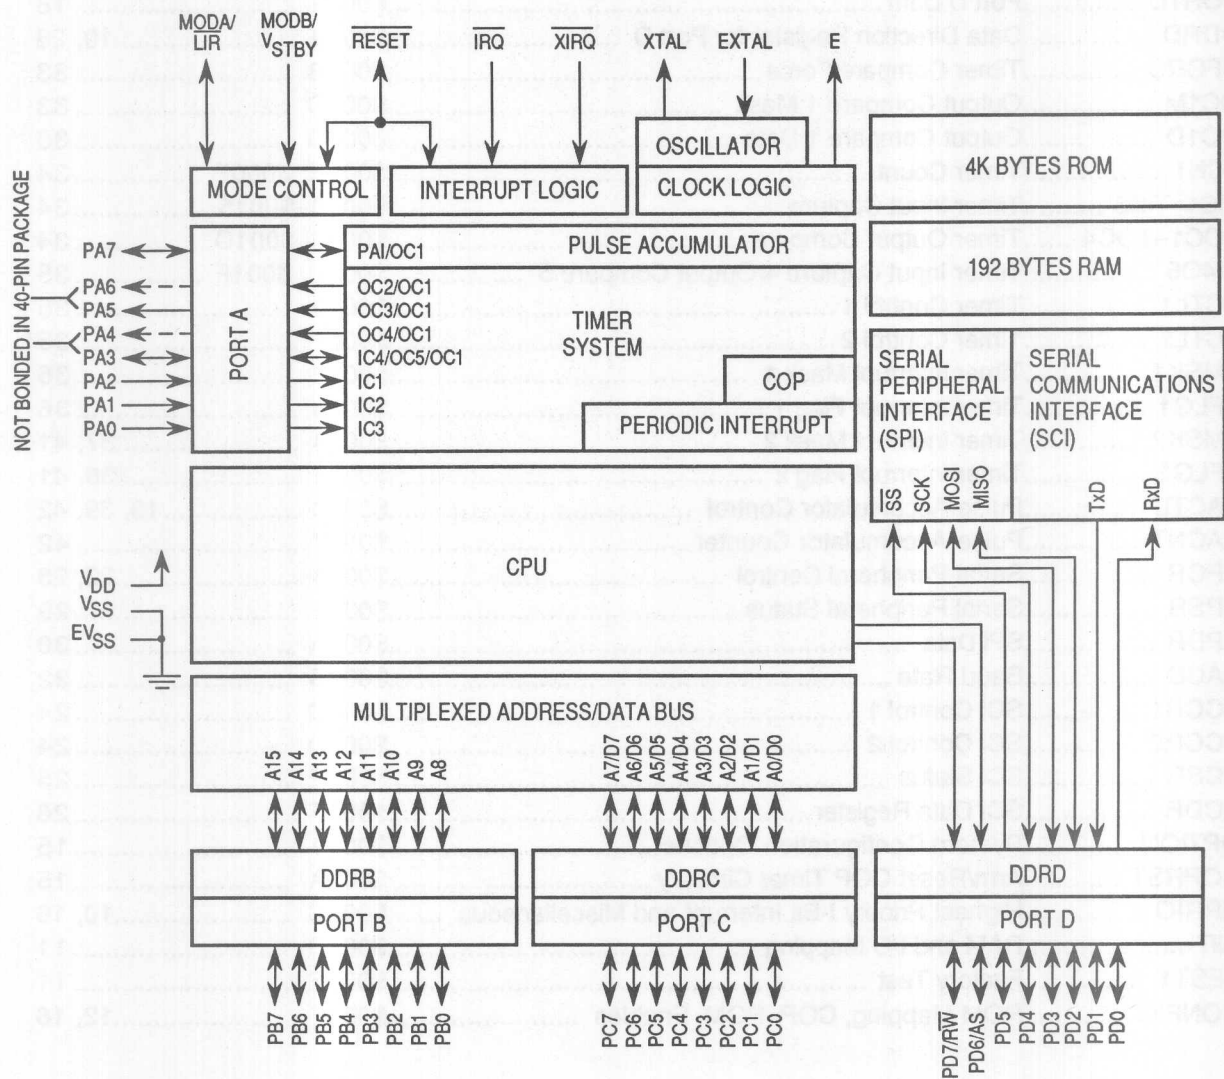 MODA/
LIR
MODB/
VSTBY
RESET
IRQ
XIRQ
XTAL
EXTAL
E
OSCILLATOR
MODE CONTROL
INTERRUPT LOGIC
CLOCK LOGIC
4K BYTES ROM
192 BYTES RAM
NOT BONDED IN 40-PIN PACKAGE
PA7
PA6
PA5
PA4
PA3
PA2
PA1
PA0
PORT A
PAI/OC1
OC2/OC1
OC3/OC1
OC4/OC1
IC4/OC5/OC1
IC1
IC2
IC3
PULSE ACCUMULATOR
TIMER
SYSTEM
COP
PERIODIC INTERRUPT
SERIAL
PERIPHERAL
INTERFACE
(SPI)
SERIAL
COMMUNICATIONS
INTERFACE
(SCI)
SS
SCK
MOSI
MISO
TxD
RxD
CPU
VDD
VSS
EVSS
MULTIPLEXED ADDRESS/DATA BUS
A15
A14
A13
A12
A11
A10
A9
A8
A7/D7
A6/D6
A5/D5
A4/D4
A3/D3
A2/D2
A1/D1
A0/D0
DDRB
PORT B
DDRC
PORT C
DDRD
PORT D
PB7
PB6
PB5
PB4
PB3
PB2
PB1
PB0
PC7
PC6
PC5
PC4
PC3
PC2
PC1
PC0
PD7/R/W
PD6/AS
PD5
PD4
PD3
PD2
PD1
PD0